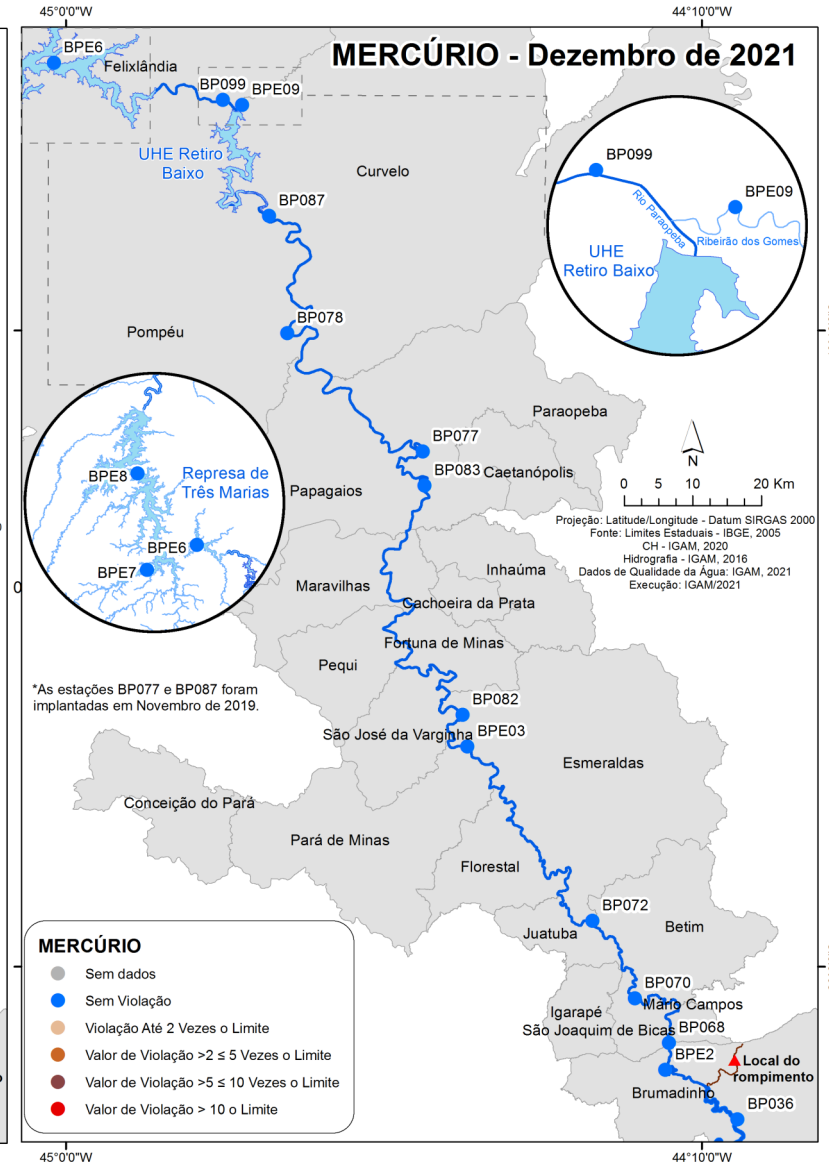 45°0'0"W
44°10'0"W
MERCÚRIO - Dezembro de 2021
BPE6
Felixlândia
BP099
BPE09
UHE Retiro
Baixo
Curvelo
BP087
BP078
Pompéu
BP099
BPE09
Rio Paraopeba
Ribeirão dos Gomes
UHE
Retiro Baixo
Paraopeba
BP077
BP083
Caetanópolis
Papagaios
N
0 5 10 20 Km
Projeção: Latitude/Longitude - Datum SIRGAS 2000
Fonte: Limites Estaduais - IBGE, 2005
CH - IGAM, 2020
Hidrografia - IGAM, 2016
Dados de Qualidade da Água: IGAM, 2021
Execução: IGAM/2021
BPE8
Represa de
Três Marias
BPE6
BPE7
Inhaúma
Maravilhas
Cachoeira da Prata
Fortuna de Minas
Pequi
*As estações BP077 e BP087 foram
implantadas em Novembro de 2019.
BP082
São José da Varginha
BPE03
Esmeraldas
Conceição do Pará
Pará de Minas
Florestal
BP072
Juatuba
Betim
BP070
Mário Campos
Igarapé
São Joaquim de Bicas
BP068
BPE2
Local do
rompimento
Brumadinho
BP036
MERCÚRIO
Sem dados
Sem Violação
Violação Até 2 Vezes o Limite
Valor de Violação >2 ≤ 5 Vezes o Limite
Valor de Violação >5 ≤ 10 Vezes o Limite
Valor de Violação > 10 o Limite
45°0'0"W
44°10'0"W